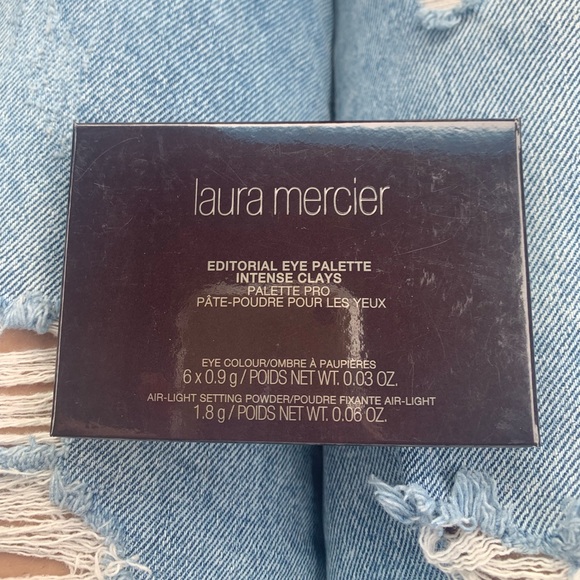 laura mercier
EDITORIAL EYE PALETTE
INTENSE CLAYS
PALETTE PRO
PÂTE-POUDRE POUR LES YEUX
EYE COLOUR/OMBRE À PAUPIÈRES
6 x 0.9 g / POIDS NET WT. 0.03 OZ.
AIR-LIGHT SETTING POWDER/POUDRE FIXANTE AIR-LIGHT
1.8 g / POIDS NET WT. 0.06 OZ.